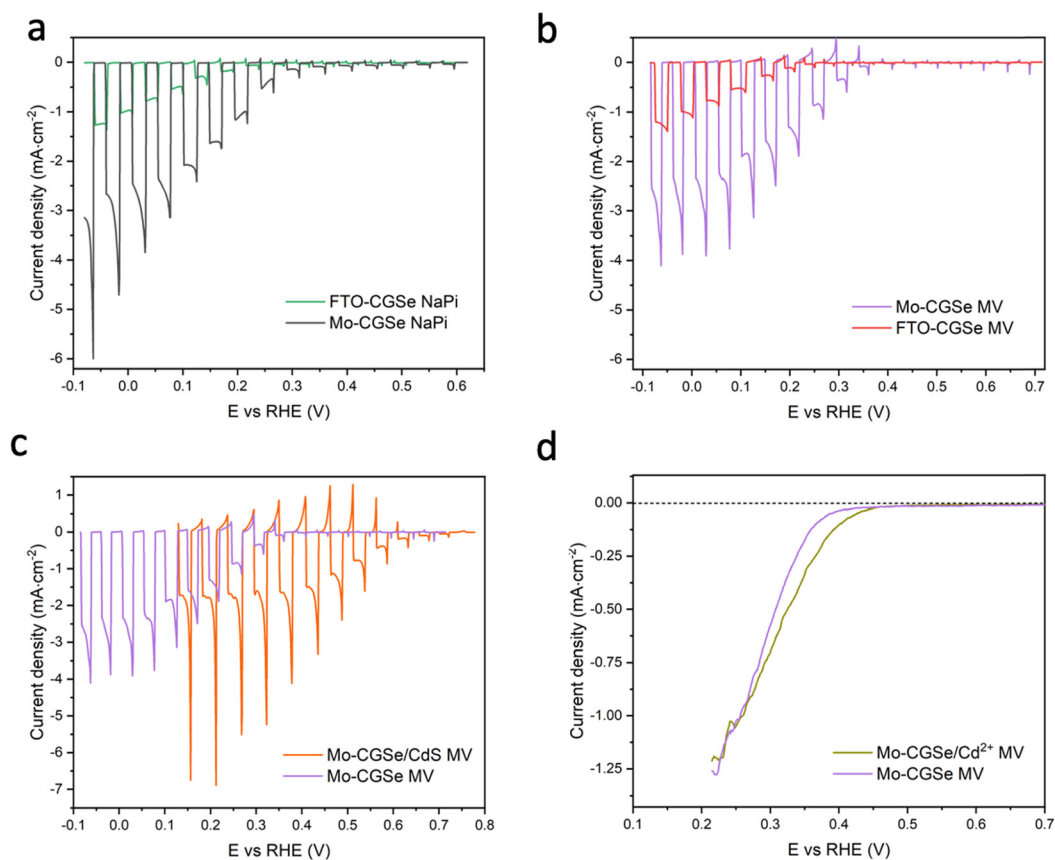 a
0
-1
-2
-3
-4
-5
-6
Current density (mA·cm⁻²)
FTO-CGSe NaPi
Mo-CGSe NaPi
-0.1 0.0 0.1 0.2 0.3 0.4 0.5 0.6
E vs RHE (V)
b
0
-1
-2
-3
-4
-5
-6
Current density (mA·cm⁻²)
Mo-CGSe MV
FTO-CGSe MV
-0.1 0.0 0.1 0.2 0.3 0.4 0.5 0.6 0.7
E vs RHE (V)
c
1
0
-1
-2
-3
-4
-5
-6
-7
Current density (mA·cm⁻²)
Mo-CGSe/CdS MV
Mo-CGSe MV
-0.1 0.0 0.1 0.2 0.3 0.4 0.5 0.6 0.7 0.8
E vs RHE (V)
d
0.00
-0.25
-0.50
-0.75
-1.00
-1.25
Current density (mA·cm⁻²)
Mo-CGSe/Cd²⁺ MV
Mo-CGSe MV
0.1 0.2 0.3 0.4 0.5 0.6 0.7
E vs RHE (V)